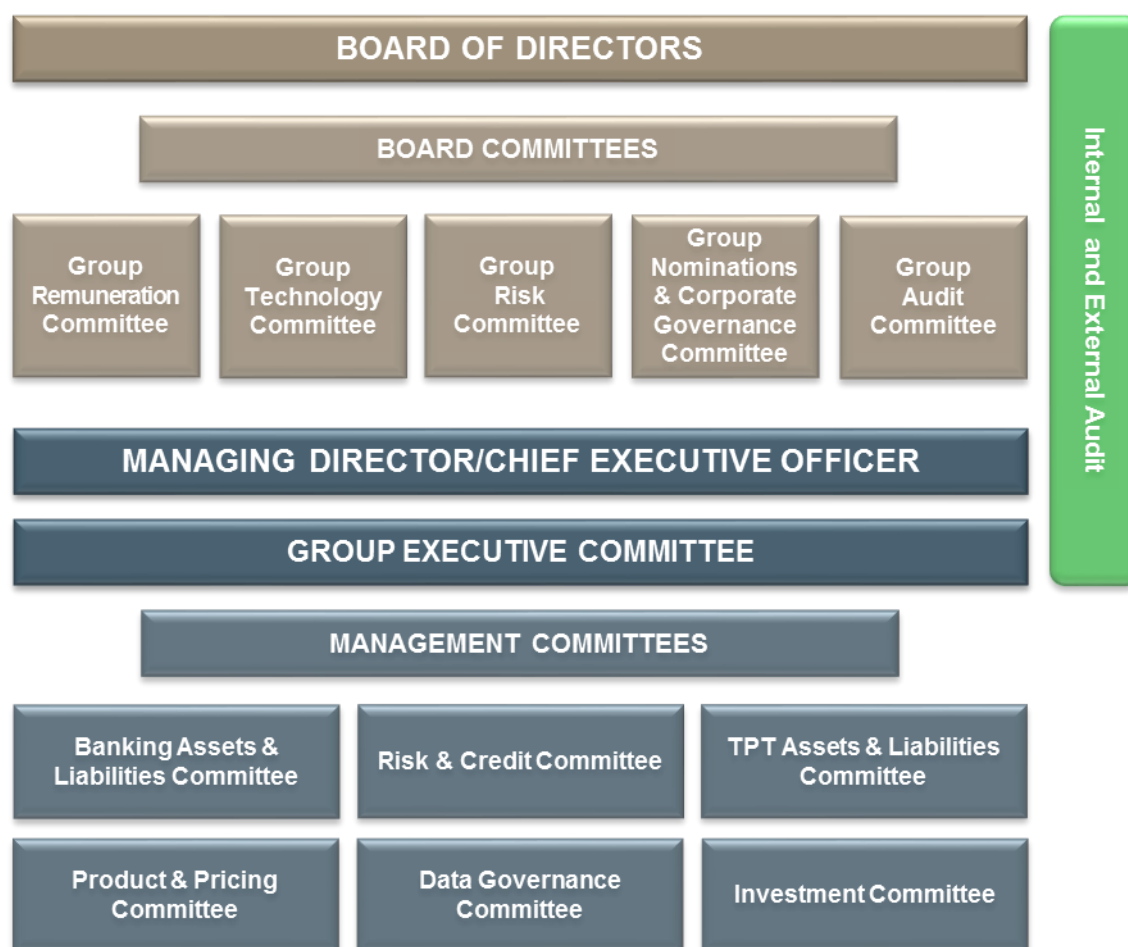 BOARD OF DIRECTORS
BOARD COMMITTEES
Group
Remuneration
Committee
Group
Technology
Committee
Group
Risk
Committee
Group
Nominations
& Corporate
Governance
Committee
Group
Audit
Committee
MANAGING DIRECTOR/CHIEF EXECUTIVE OFFICER
GROUP EXECUTIVE COMMITTEE
MANAGEMENT COMMITTEES
Banking Assets &
Liabilities Committee
Risk & Credit Committee
TPT Assets & Liabilities
Committee
Product & Pricing
Committee
Data Governance
Committee
Investment Committee
Internal and External Audit